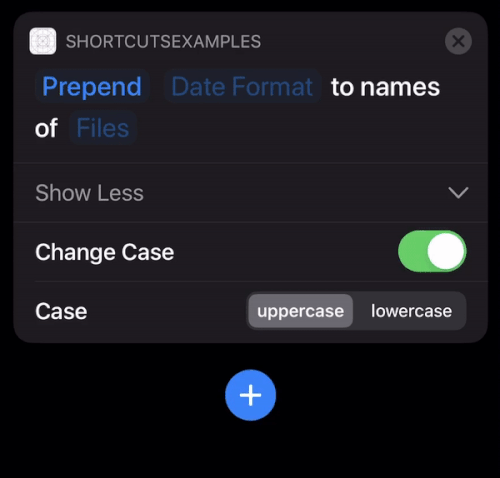 SHORTCUTSEXAMPLES
Prepend Date Format to names
of Files
Show Less
Change Case
Case uppercase lowercase